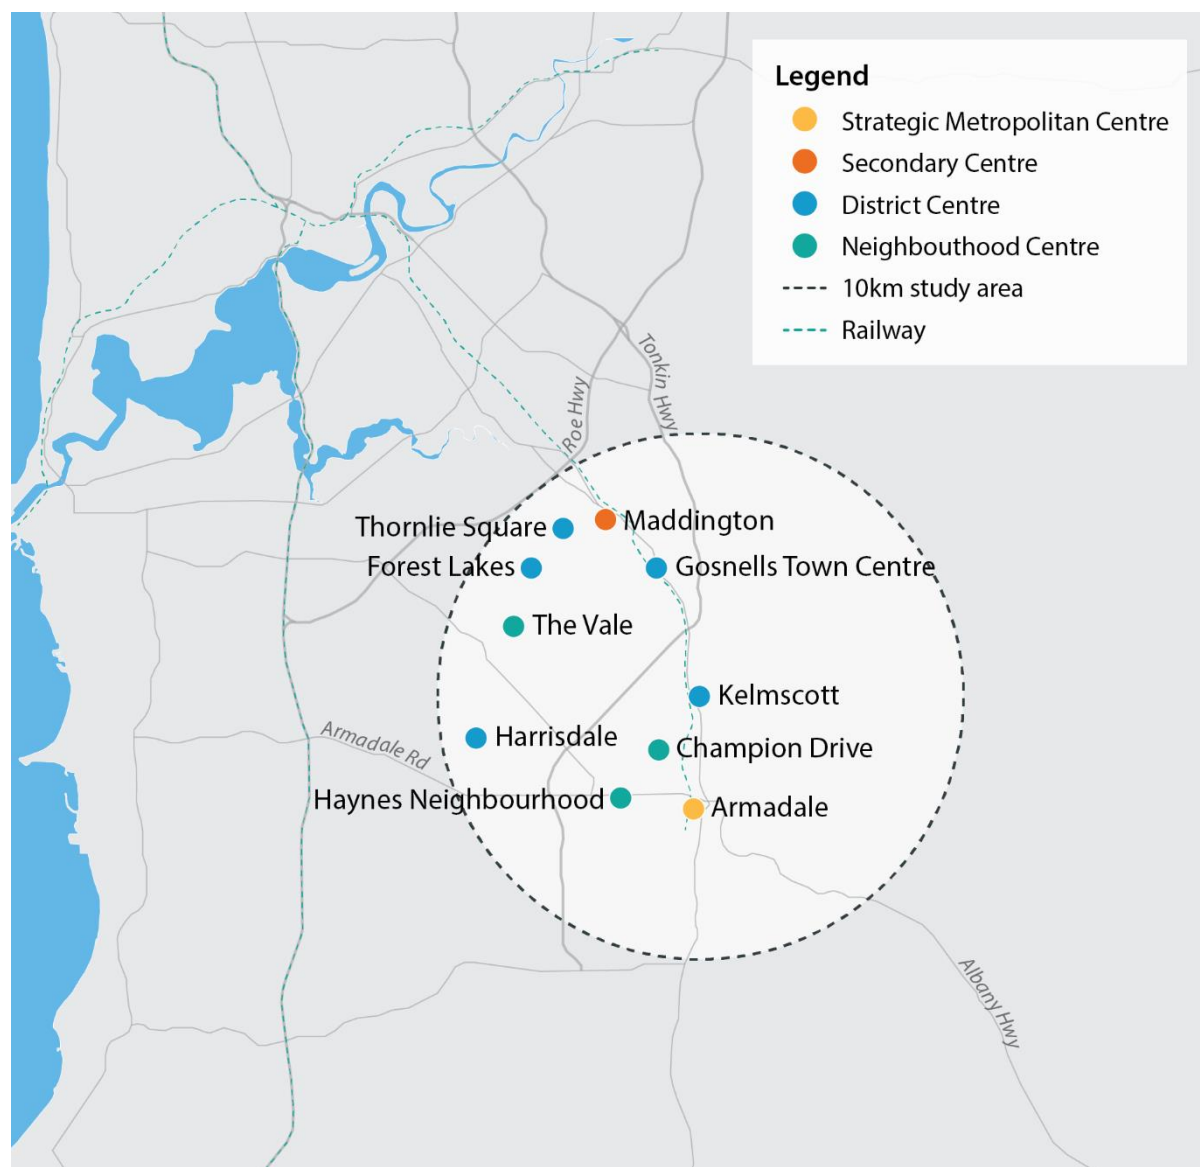 Legend
Strategic Metropolitan Centre
Secondary Centre
District Centre
Neighbouthood Centre
10km study area
Railway
Tonkin Hwy
Roe Hwy
Thornlie Square
Maddington
Forest Lakes
Gosnells Town Centre
The Vale
Kelmscott
Harrisdale
Armadale Rd
Champion Drive
Haynes Neighbourhood
Armadale
Albany Hwy